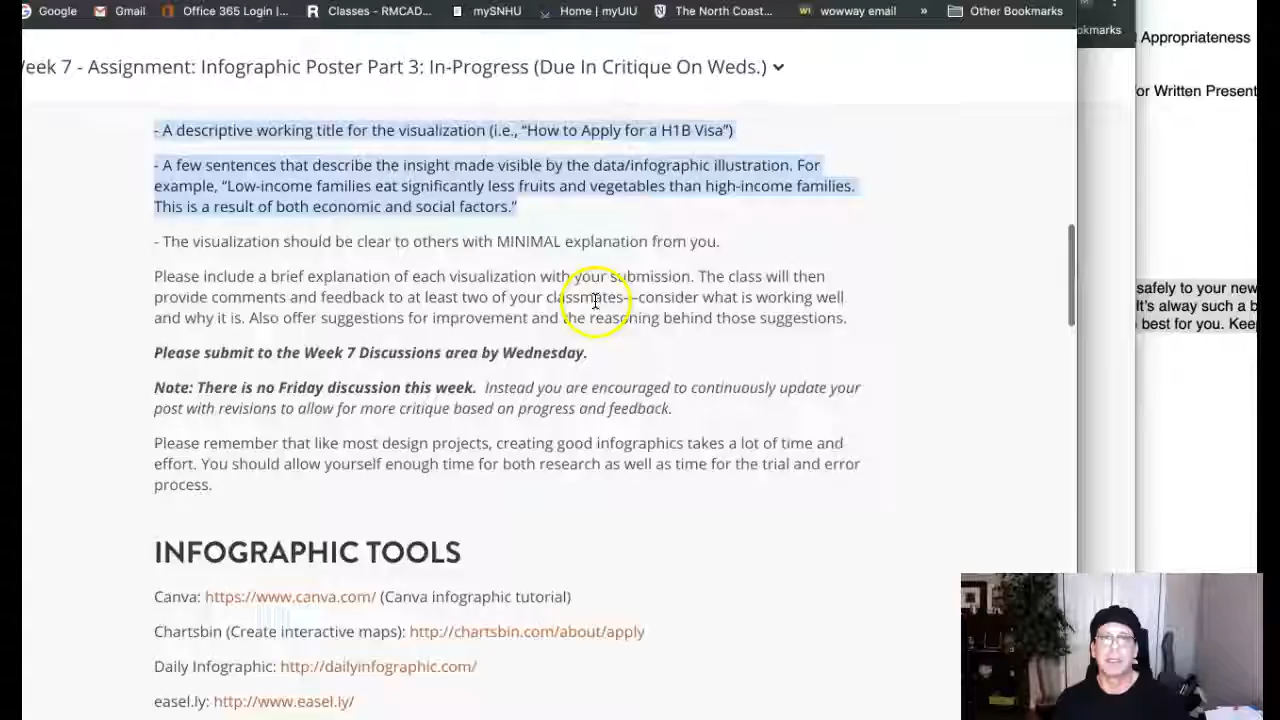 Google
Gmail
Office 365 Login |...
Classes - RMCAD...
mySNHU
Home | myUIU
The North Coast...
wowway email
»
Other Bookmarks
okmarks
eek 7 - Assignment: Infographic Poster Part 3: In-Progress (Due In Critique On Weds.)
Appropriateness
or Written Present
- A descriptive working title for the visualization (i.e., “How to Apply for a H1B Visa”)
- A few sentences that describe the insight made visible by the data/infographic illustration. For
example, “Low-income families eat significantly less fruits and vegetables than high-income families.
This is a result of both economic and social factors.”
- The visualization should be clear to others with MINIMAL explanation from you.
Please include a brief explanation of each visualization with your submission. The class will then
provide comments and feedback to at least two of your classmates—consider what is working well
and why it is. Also offer suggestions for improvement and the reasoning behind those suggestions.
safely to your new
It's alway such a b
best for you. Keep
Please submit to the Week 7 Discussions area by Wednesday.
Note: There is no Friday discussion this week. Instead you are encouraged to continuously update your
post with revisions to allow for more critique based on progress and feedback.
Please remember that like most design projects, creating good infographics takes a lot of time and
effort. You should allow yourself enough time for both research as well as time for the trial and error
process.
INFOGRAPHIC TOOLS
Canva: https://www.canva.com/ (Canva infographic tutorial)
Chartsbin (Create interactive maps): http://chartsbin.com/about/apply
Daily Infographic: http://dailyinfographic.com/
easel.ly: http://www.easel.ly/